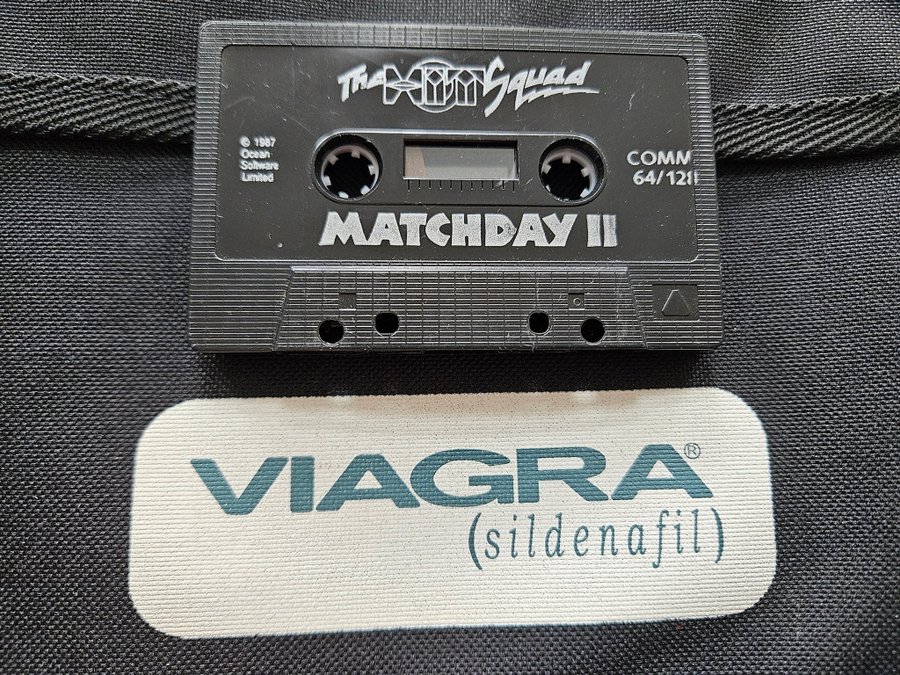 The HIT Squad
© 1987
Ocean
Software
Limited
COMM
64/128
MATCHDAY II
VIAGRA®
(sildenafil)